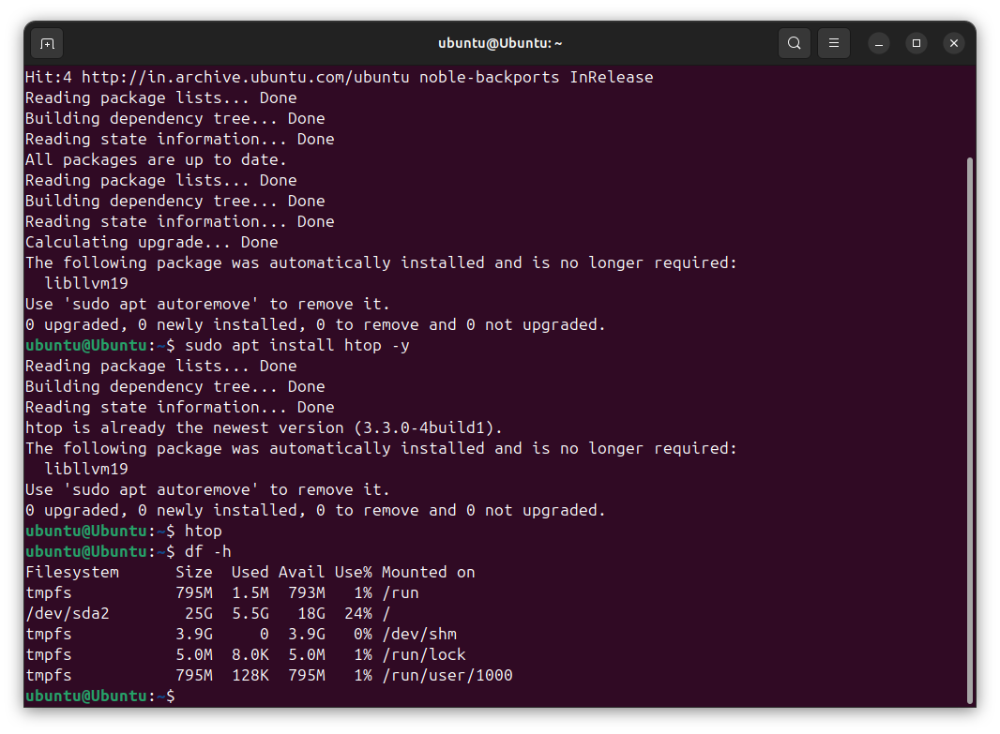 ubuntu@Ubuntu: ~
Hit:4 http://in.archive.ubuntu.com/ubuntu noble-backports InRelease
Reading package lists... Done
Building dependency tree... Done
Reading state information... Done
All packages are up to date.
Reading package lists... Done
Building dependency tree... Done
Reading state information... Done
Calculating upgrade... Done
The following package was automatically installed and is no longer required:
  libllvm19
Use 'sudo apt autoremove' to remove it.
0 upgraded, 0 newly installed, 0 to remove and 0 not upgraded.
ubuntu@Ubuntu:~$ sudo apt install htop -y
Reading package lists... Done
Building dependency tree... Done
Reading state information... Done
htop is already the newest version (3.3.0-4build1).
The following package was automatically installed and is no longer required:
  libllvm19
Use 'sudo apt autoremove' to remove it.
0 upgraded, 0 newly installed, 0 to remove and 0 not upgraded.
ubuntu@Ubuntu:~$ htop
ubuntu@Ubuntu:~$ df -h
Filesystem      Size  Used Avail Use% Mounted on
tmpfs           795M  1.5M  793M   1% /run
/dev/sda2        25G  5.5G   18G  24% /
tmpfs           3.9G     0  3.9G   0% /dev/shm
tmpfs           5.0M  8.0K  5.0M   1% /run/lock
tmpfs           795M  128K  795M   1% /run/user/1000
ubuntu@Ubuntu:~$